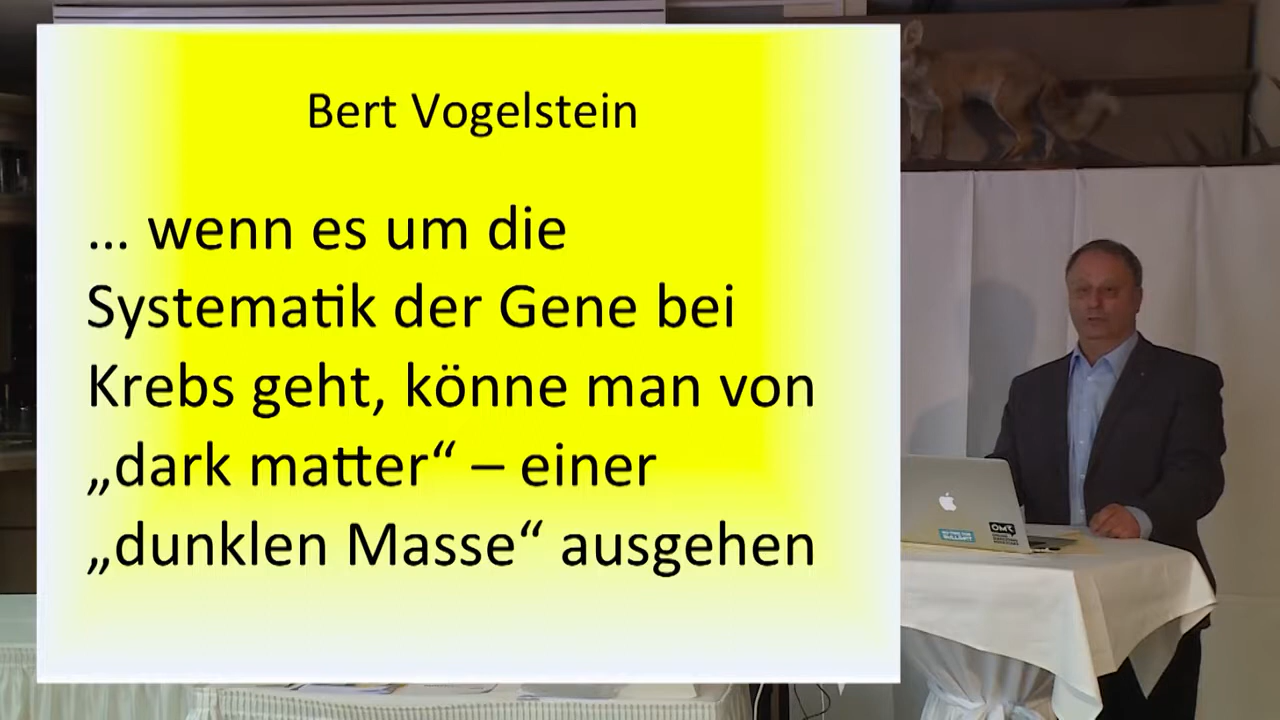 Bert Vogelstein
... wenn es um die
Systematik der Gene bei
Krebs geht, könne man von
„dark matter“ – einer
„dunklen Masse“ ausgehen
OMT